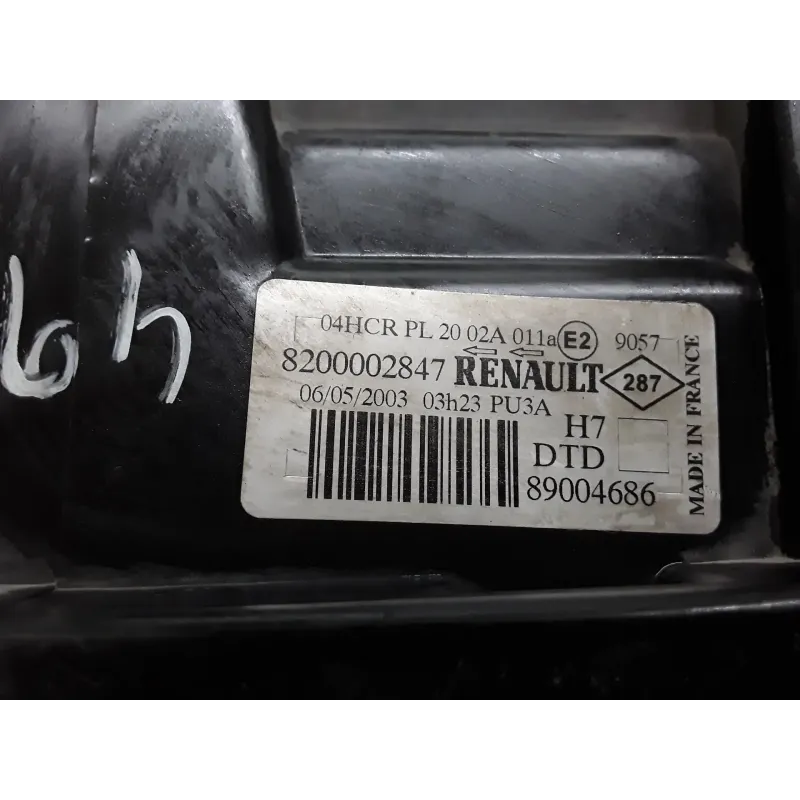 04HCR PL 20 02A 011a E2 9057
8200002847 RENAULT 287
06/05/2003 03h23 PU3A
H7
DTD
89004686
MADE IN FRANCE